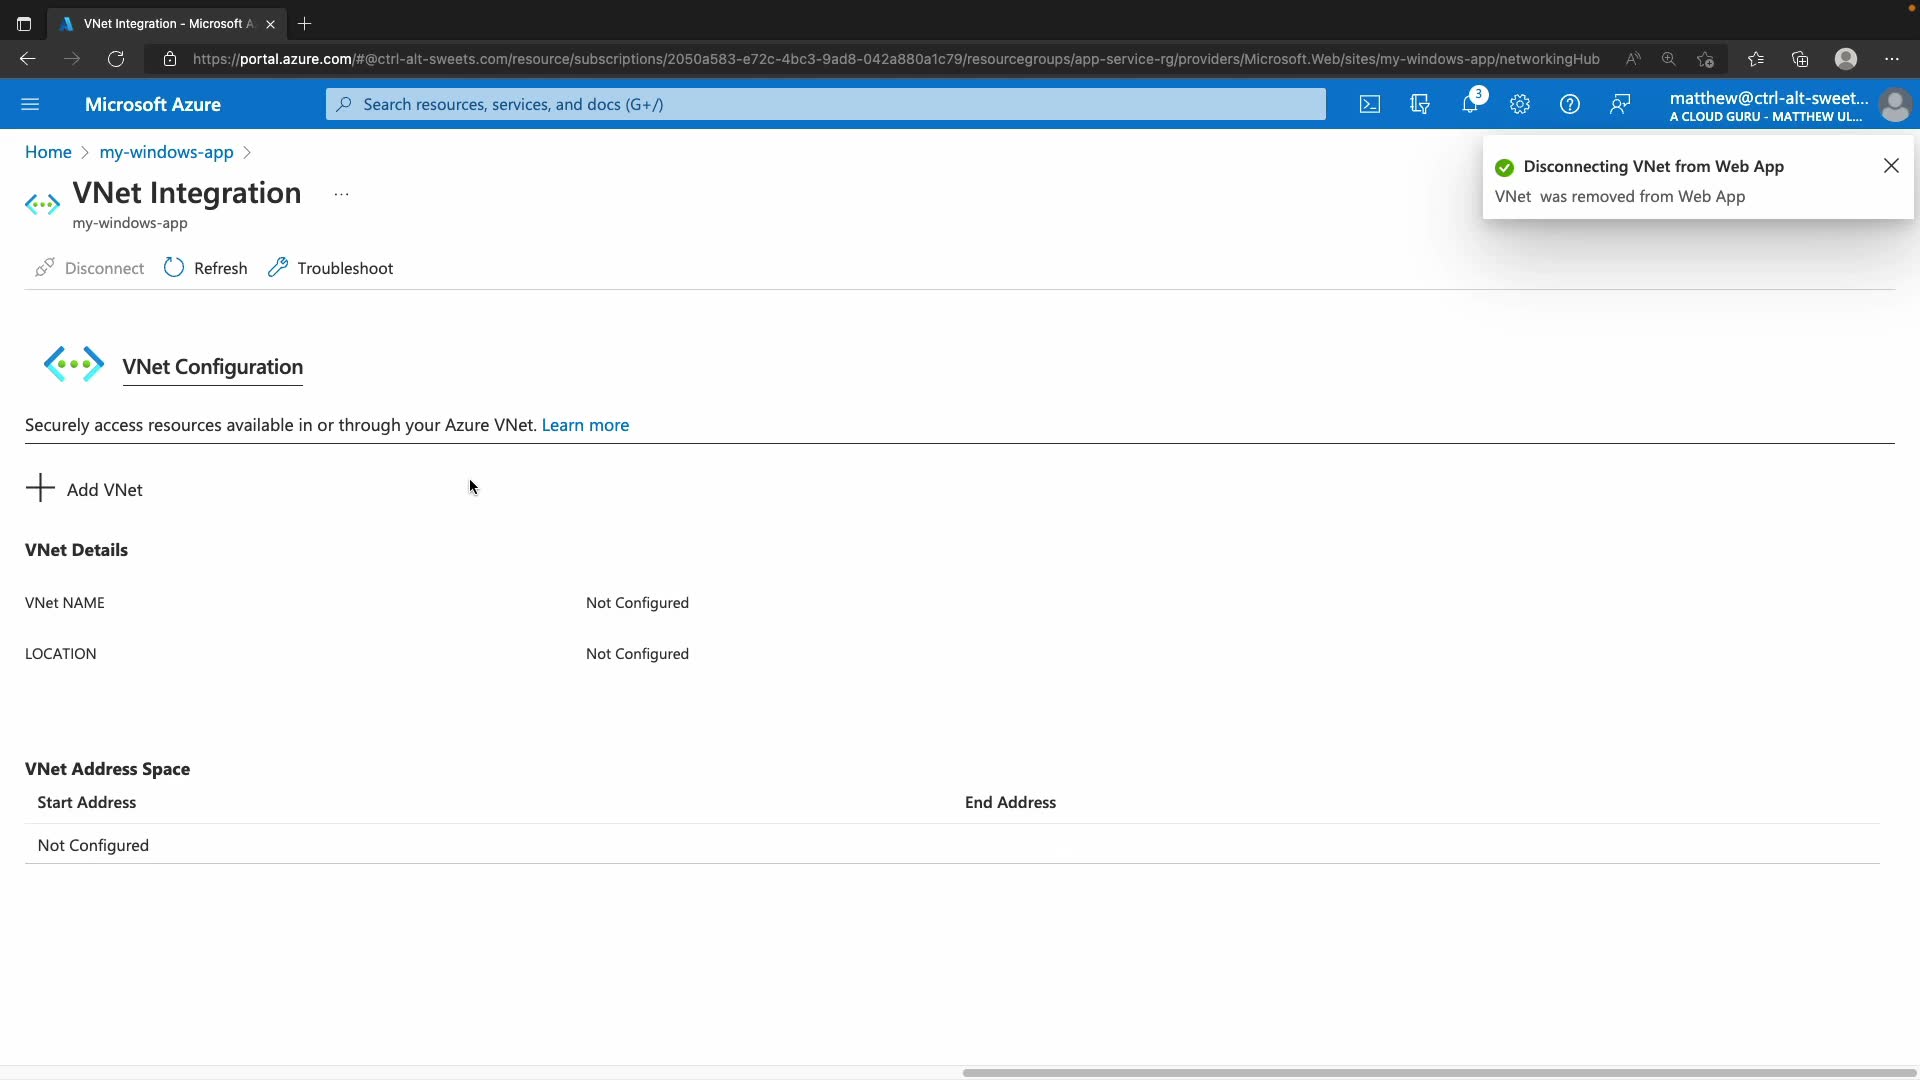 VNet Integration - Microsoft A
https://portal.azure.com/#@ctrl-alt-sweets.com/resource/subscriptions/2050a583-e72c-4bc3-9ad8-042a880a1c79/resourcegroups/app-service-rg/providers/Microsoft.Web/sites/my-windows-app/networkingHub
Microsoft Azure
Search resources, services, and docs (G+/)
3
matthew@ctrl-alt-sweet...
A CLOUD GURU - MATTHEW UL...
Home > my-windows-app >
Disconnecting VNet from Web App
VNet was removed from Web App
VNet Integration ...
my-windows-app
Disconnect Refresh Troubleshoot
VNet Configuration
Securely access resources available in or through your Azure VNet. Learn more
Add VNet
VNet Details
VNet NAME Not Configured
LOCATION Not Configured
VNet Address Space
Start Address End Address
Not Configured